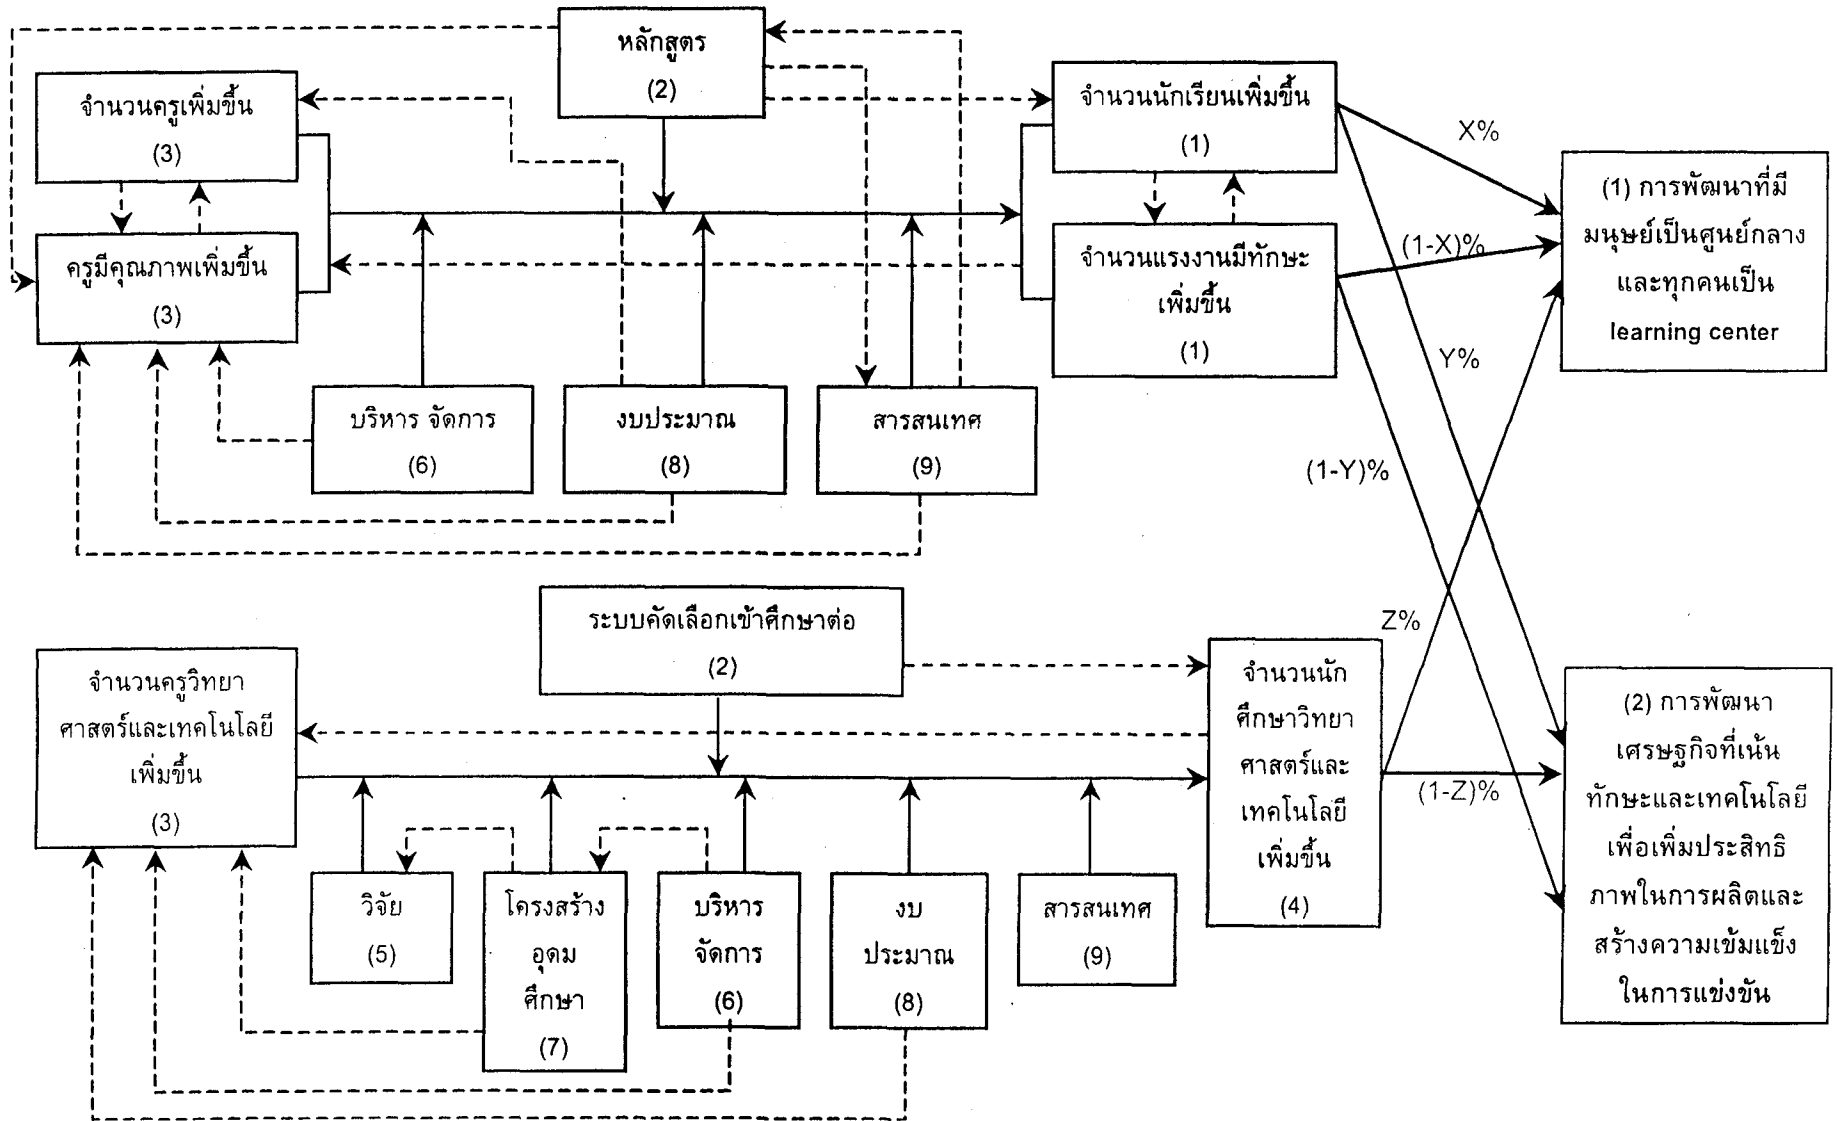 หลักสูตร
(2)
จำนวนครูเพิ่มขึ้น
(3)
จำนวนนักเรียนเพิ่มขึ้น
(1)
X%
(1) การพัฒนาที่มี
มนุษย์เป็นศูนย์กลาง
และทุกคนเป็น
learning center
ครูมีคุณภาพเพิ่มขึ้น
(3)
จำนวนแรงงานมีทักษะ
เพิ่มขึ้น
(1)
(1-X)%
Y%
บริหาร จัดการ
(6)
งบประมาณ
(8)
สารสนเทศ
(9)
(1-Y)%
ระบบคัดเลือกเข้าศึกษาต่อ
(2)
Z%
จำนวนครูวิทยา
ศาสตร์และเทคโนโลยี
เพิ่มขึ้น
(3)
จำนวนนัก
ศึกษาวิทยา
ศาสตร์และ
เทคโนโลยี
เพิ่มขึ้น
(4)
(1-Z)%
(2) การพัฒนา
เศรษฐกิจที่เน้น
ทักษะและเทคโนโลยี
เพื่อเพิ่มประสิทธิ
ภาพในการผลิตและ
สร้างความเข้มแข็ง
ในการแข่งขัน
วิจัย
(5)
โครงสร้าง
อุดม
ศึกษา
(7)
บริหาร
จัดการ
(6)
งบ
ประมาณ
(8)
สารสนเทศ
(9)